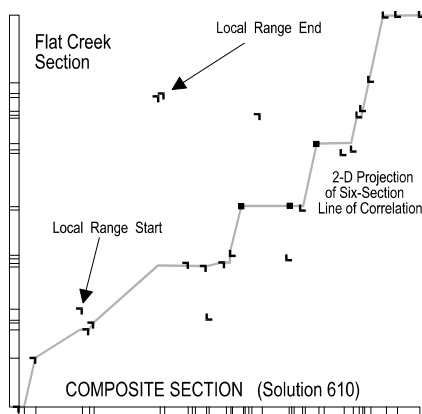 Local Range End
Flat Creek
Section
2-D Projection
of Six-Section
Line of Correlation
Local Range Start
COMPOSITE SECTION (Solution 610)